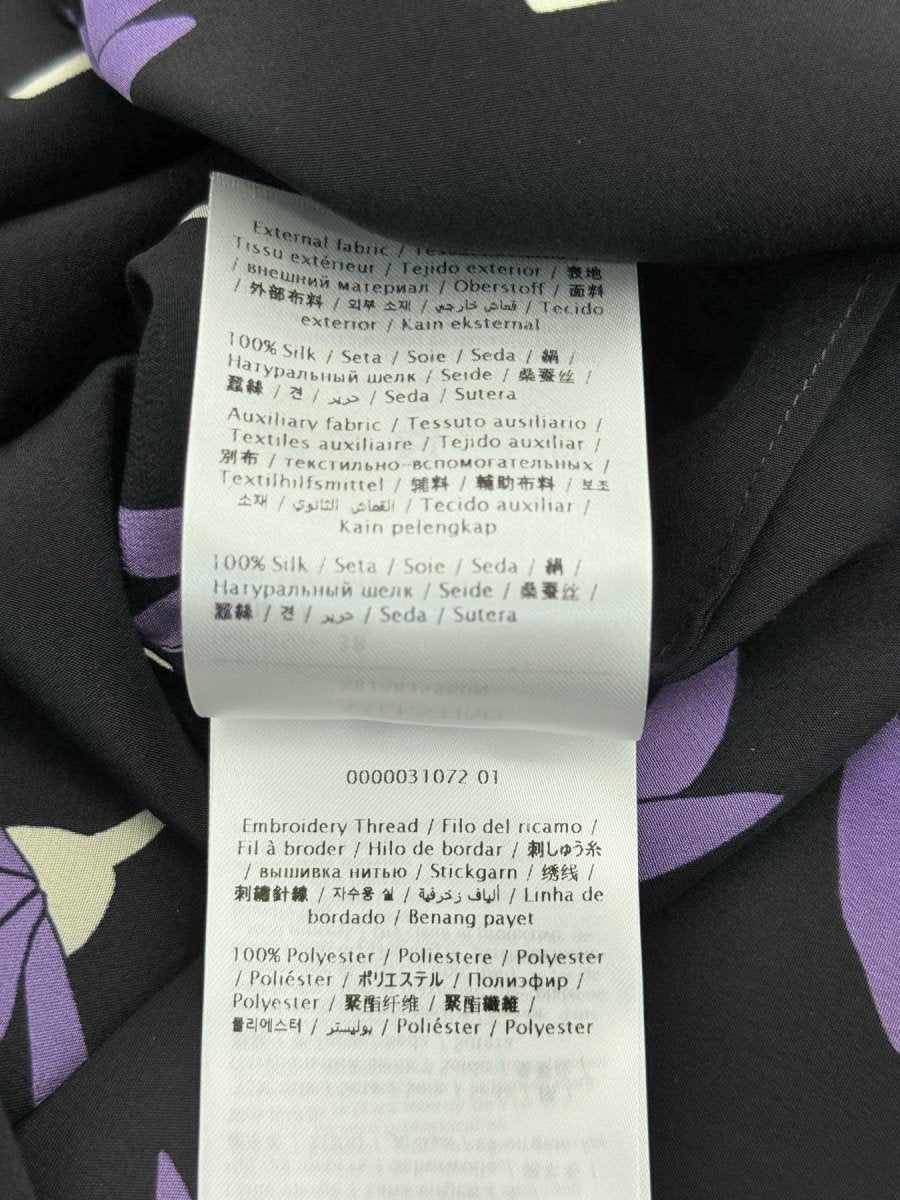 External fabric /
Tissu extérieur / Tejido exterior / 表地
/ внешний материал / Oberstoff / 面料
/ 外部布料 / 외부 소재 / قماش خارجي / Tecido
exterior / Kain eksternal
100% Silk / Seta / Soie / Seda / 絹 /
Натуральный шелк / Seide / 桑蚕丝 /
蠶絲 / 견 / حرير / Seda / Sutera
Auxiliary fabric / Tessuto ausiliario /
Textiles auxiliaire / Tejido auxiliar /
別布 / текстильно-вспомогательных /
Textilhilfsmittel / 辅料 / 輔助布料 / 보조
소재 / القماش الثانوي / Tecido auxiliar /
Kain pelengkap
100% Silk / Seta / Soie / Seda / 絹 /
Натуральный шелк / Seide / 桑蚕丝 /
蠶絲 / 견 / حرير / Seda / Sutera
0000031072 01
Embroidery Thread / Filo del ricamo /
Fil à broder / Hilo de bordar / 刺しゅう糸
/ вышивка нитью / Stickgarn / 绣线 /
刺繡針線 / 자수용 실 / ألياف زخرفية / Linha de
bordado / Benang payet
100% Polyester / Poliestere / Polyester
/ Poliéster / ポリエステル / Полиэфир /
Polyester / 聚酯纤维 / 聚酯纖維 /
폴리에스터 / بوليستر / Poliéster / Polyester